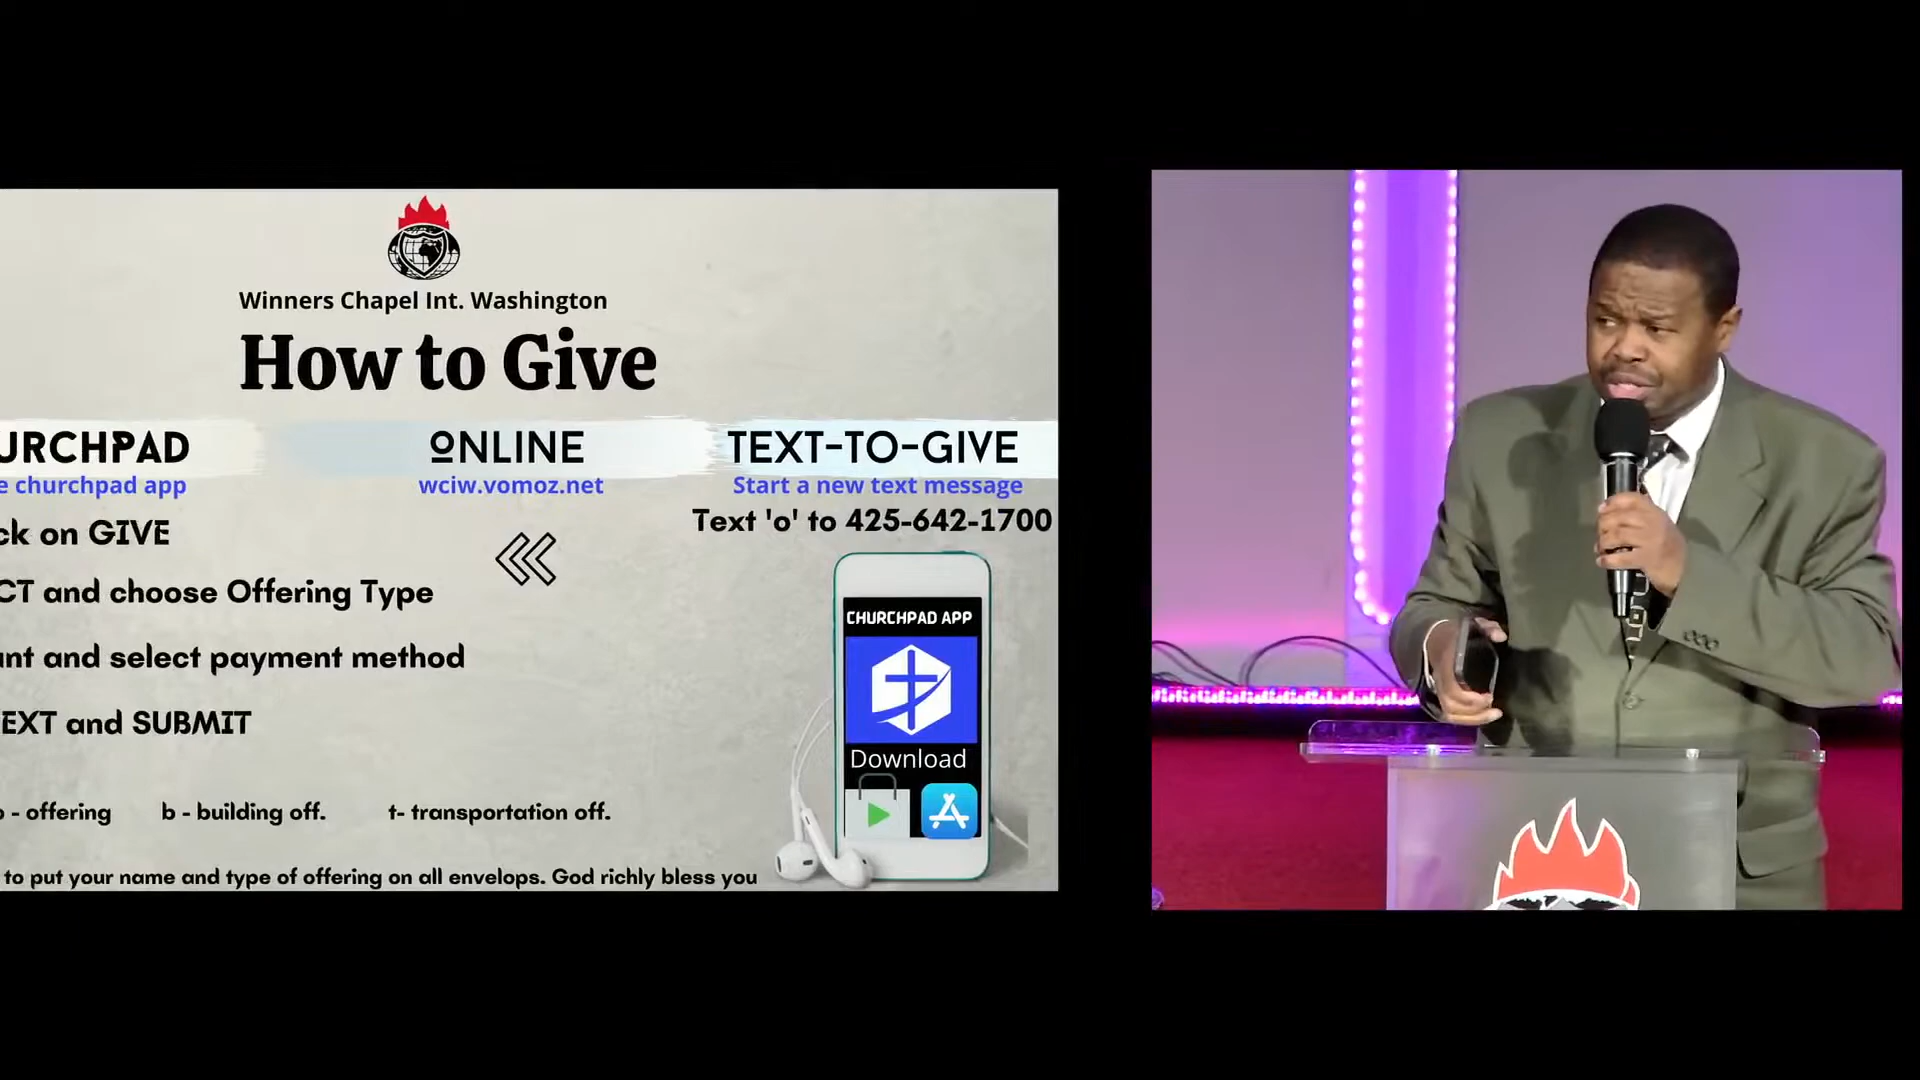 Winners Chapel Int. Washington
How to Give
URCHPAD
e churchpad app
ck on GIVE
CT and choose Offering Type
unt and select payment method
EXT and SUBMIT
ONLINE
wciw.vomoz.net
TEXT-TO-GIVE
Start a new text message
Text 'o' to 425-642-1700
CHURCHPAD APP
Download
o - offering b - building off. t- transportation off.
to put your name and type of offering on all envelops. God richly bless you